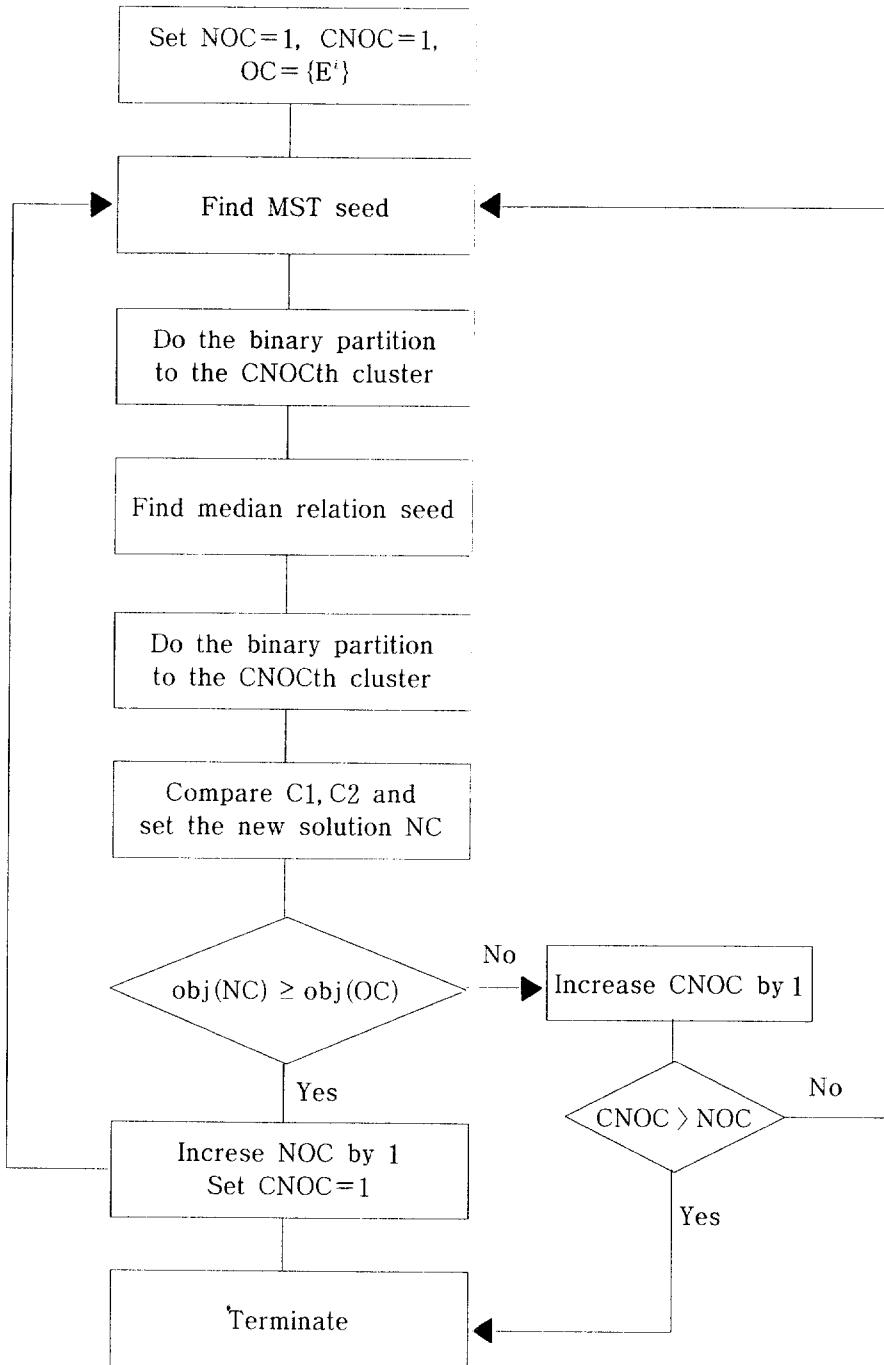 Set NOC=1, CNOC=1,
OC={Eⁱ}
Find MST seed
Do the binary partition
to the CNOCth cluster
Find median relation seed
Do the binary partition
to the CNOCth cluster
Compare C1, C2 and
set the new solution NC
obj(NC) ≥ obj(OC)
No
Increase CNOC by 1
Yes
CNOC > NOC
No
Increse NOC by 1
Set CNOC=1
Yes
Terminate